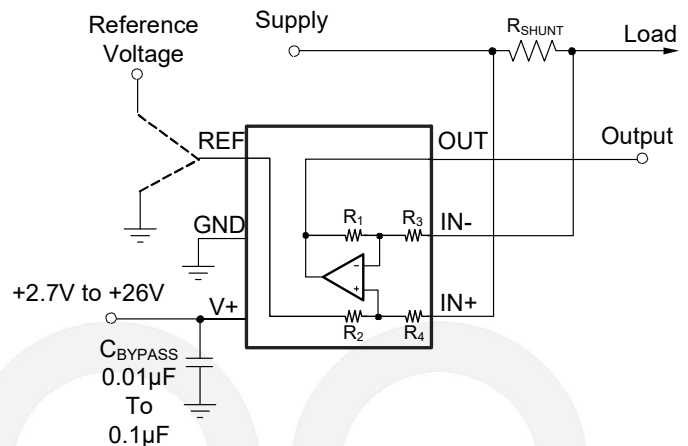 Reference
Voltage
Supply
R_SHUNT
Load
REF
OUT
Output
GND
R₁
R₃
IN-
-
+
+2.7V to +26V
V+
R₂
R₄
IN+
C_BYPASS
0.01µF
To
0.1µF